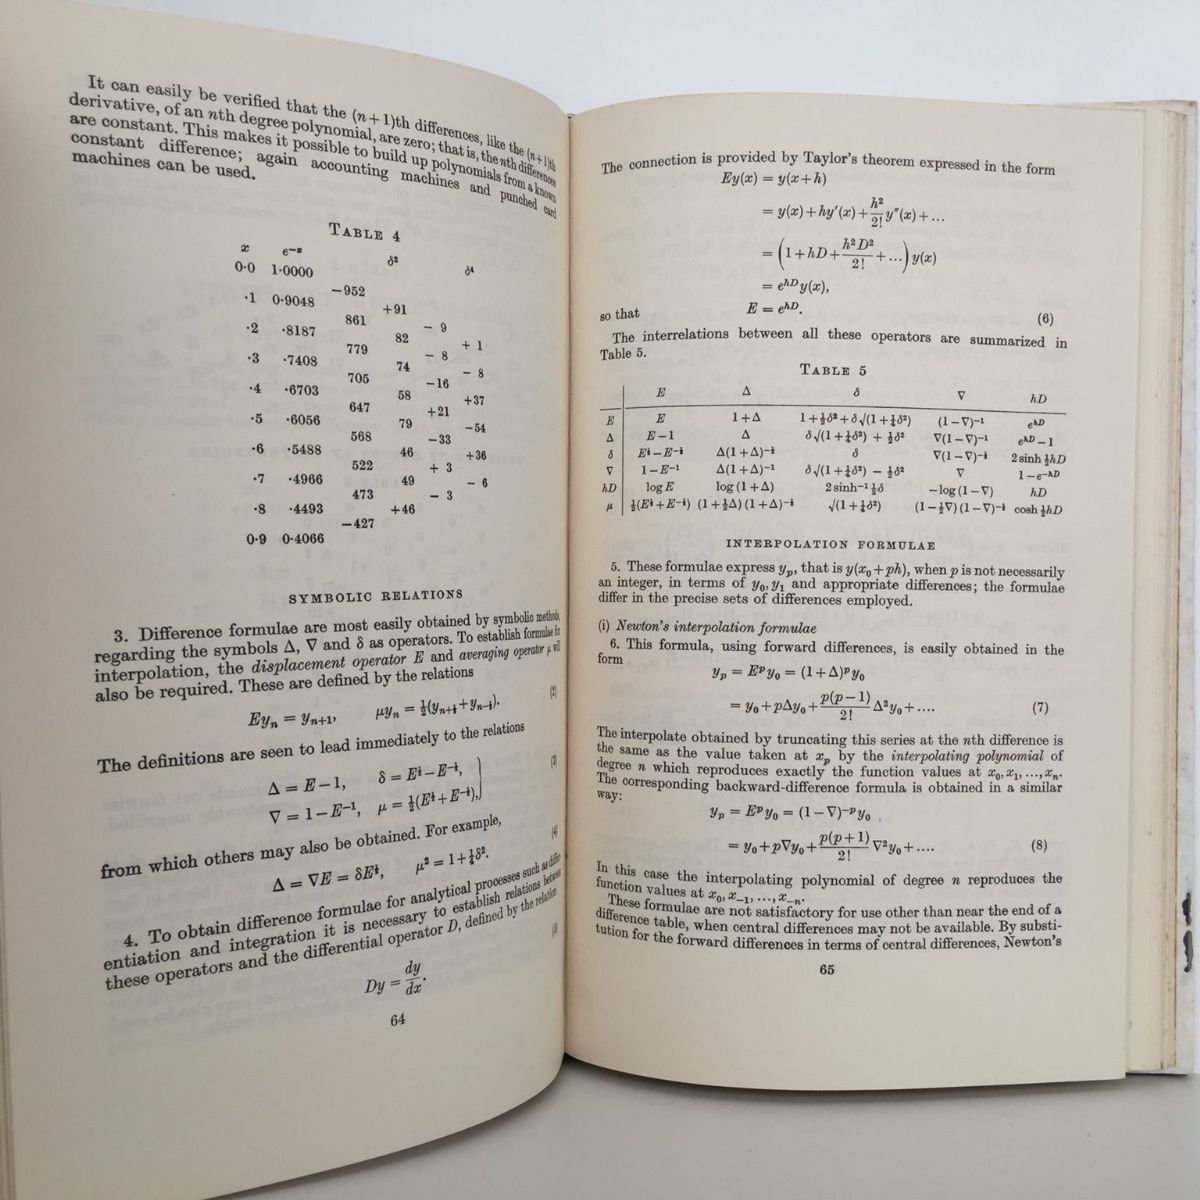 It can easily be verified that the (n+1)th differences, like the (n+1)th
derivative, of an nth degree polynomial, are zero; that is, the nth differences
are constant. This makes it possible to build up polynomials from a known
constant difference; again accounting machines and punched card
machines can be used.
TABLE 4
x e⁻ˣ δ² δ⁴
0·0 1·0000
−952
·1 0·9048 +91
861 − 9
·2 ·8187 82 + 1
779 − 8
·3 ·7408 74 − 8
705 −16
·4 ·6703 58 +37
647 +21
·5 ·6056 79 −54
568 −33
·6 ·5488 46 +36
522 + 3
·7 ·4966 49 − 6
473 − 3
·8 ·4493 +46
−427
0·9 0·4066
SYMBOLIC RELATIONS
3. Difference formulae are most easily obtained by symbolic methods,
regarding the symbols Δ, ∇ and δ as operators. To establish formulae for
interpolation, the displacement operator E and averaging operator μ will
also be required. These are defined by the relations
Eyₙ = yₙ₊₁, μyₙ = ½(yₙ₊½+yₙ₋½). (2)
The definitions are seen to lead immediately to the relations
Δ = E−1, δ = E^½−E^−½, (3)
∇ = 1−E⁻¹, μ = ½(E^½+E^−½),
from which others may also be obtained. For example,
Δ = ∇E = δE^½, μ² = 1+¼δ². (4)
4. To obtain difference formulae for analytical processes such as differ-
entiation and integration it is necessary to establish relations between
these operators and the differential operator D, defined by the relation
Dy = dy/dx. (5)
64
The connection is provided by Taylor's theorem expressed in the form
Ey(x) = y(x+h)
= y(x)+hy′(x)+h²/2! y″(x)+...
= (1+hD+h²D²/2!+...) y(x)
= e^hD y(x),
so that E = e^hD. (6)
The interrelations between all these operators are summarized in
Table 5.
TABLE 5
E Δ δ ∇ hD
E E 1+Δ 1+½δ²+δ√(1+¼δ²) (1−∇)⁻¹ e^hD
Δ E−1 Δ δ√(1+¼δ²) + ½δ² ∇(1−∇)⁻¹ e^hD−1
δ E^½−E^−½ Δ(1+Δ)^−½ δ ∇(1−∇)^−½ 2 sinh ½hD
∇ 1−E⁻¹ Δ(1+Δ)⁻¹ δ√(1+¼δ²) − ½δ² ∇ 1−e^−hD
hD log E log (1+Δ) 2 sinh⁻¹ ½δ −log (1−∇) hD
μ ½(E^½+E^−½) (1+½Δ)(1+Δ)^−½ √(1+¼δ²) (1−½∇)(1−∇)^−½ cosh ½hD
INTERPOLATION FORMULAE
5. These formulae express yₚ, that is y(x₀+ph), when p is not necessarily
an integer, in terms of y₀, y₁ and appropriate differences; the formulae
differ in the precise sets of differences employed.
(i) Newton's interpolation formulae
6. This formula, using forward differences, is easily obtained in the
form
yₚ = Eᵖy₀ = (1+Δ)ᵖy₀
= y₀+pΔy₀+p(p−1)/2! Δ²y₀+.... (7)
The interpolate obtained by truncating this series at the nth difference is
the same as the value taken at xₚ by the interpolating polynomial of
degree n which reproduces exactly the function values at x₀, x₁, ..., xₙ.
The corresponding backward-difference formula is obtained in a similar
way:
yₚ = Eᵖy₀ = (1−∇)⁻ᵖy₀
= y₀+p∇y₀+p(p+1)/2! ∇²y₀+.... (8)
In this case the interpolating polynomial of degree n reproduces the
function values at x₀, x₋₁, ..., x₋ₙ.
These formulae are not satisfactory for use other than near the end of a
difference table, when central differences may not be available. By substi-
tution for the forward differences in terms of central differences, Newton's
65